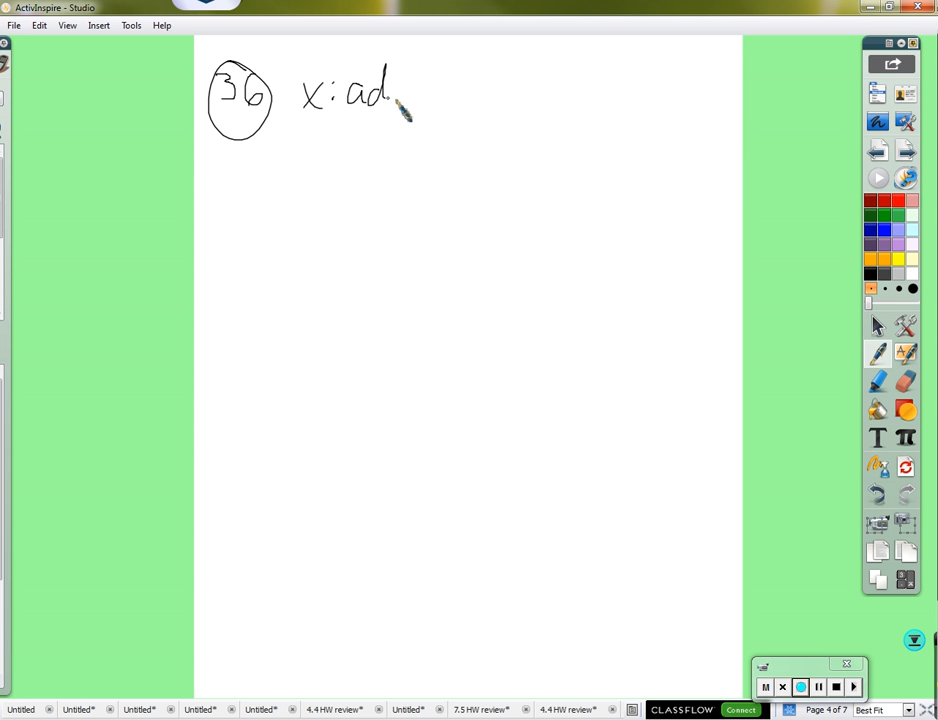 ActivInspire - Studio
File Edit View Insert Tools Help
36 x: ad
Untitled Untitled* Untitled* Untitled* Untitled* 4.4 HW review* Untitled* 7.5 HW review* 4.4 HW review* CLASSFLOW Connect Page 4 of 7 Best Fit
M
T